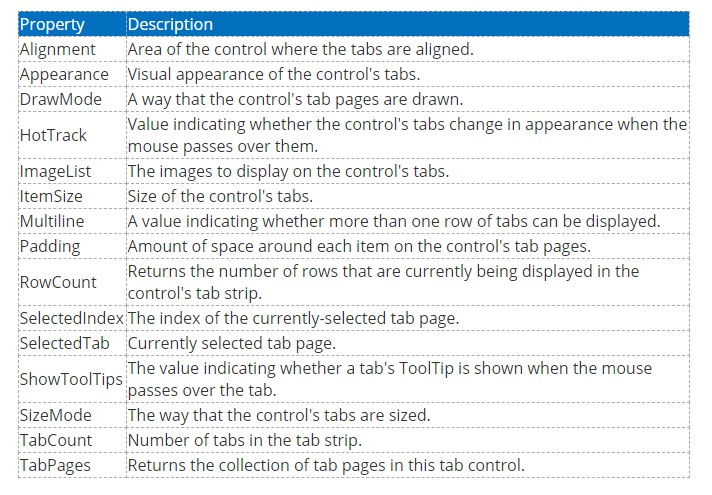 Property Description
Alignment Area of the control where the tabs are aligned.
Appearance Visual appearance of the control's tabs.
DrawMode A way that the control's tab pages are drawn.
HotTrack Value indicating whether the control's tabs change in appearance when the
mouse passes over them.
ImageList The images to display on the control's tabs.
ItemSize Size of the control's tabs.
Multiline A value indicating whether more than one row of tabs can be displayed.
Padding Amount of space around each item on the control's tab pages.
RowCount Returns the number of rows that are currently being displayed in the
control's tab strip.
SelectedIndex The index of the currently-selected tab page.
SelectedTab Currently selected tab page.
ShowToolTips The value indicating whether a tab's ToolTip is shown when the mouse
passes over the tab.
SizeMode The way that the control's tabs are sized.
TabCount Number of tabs in the tab strip.
TabPages Returns the collection of tab pages in this tab control.